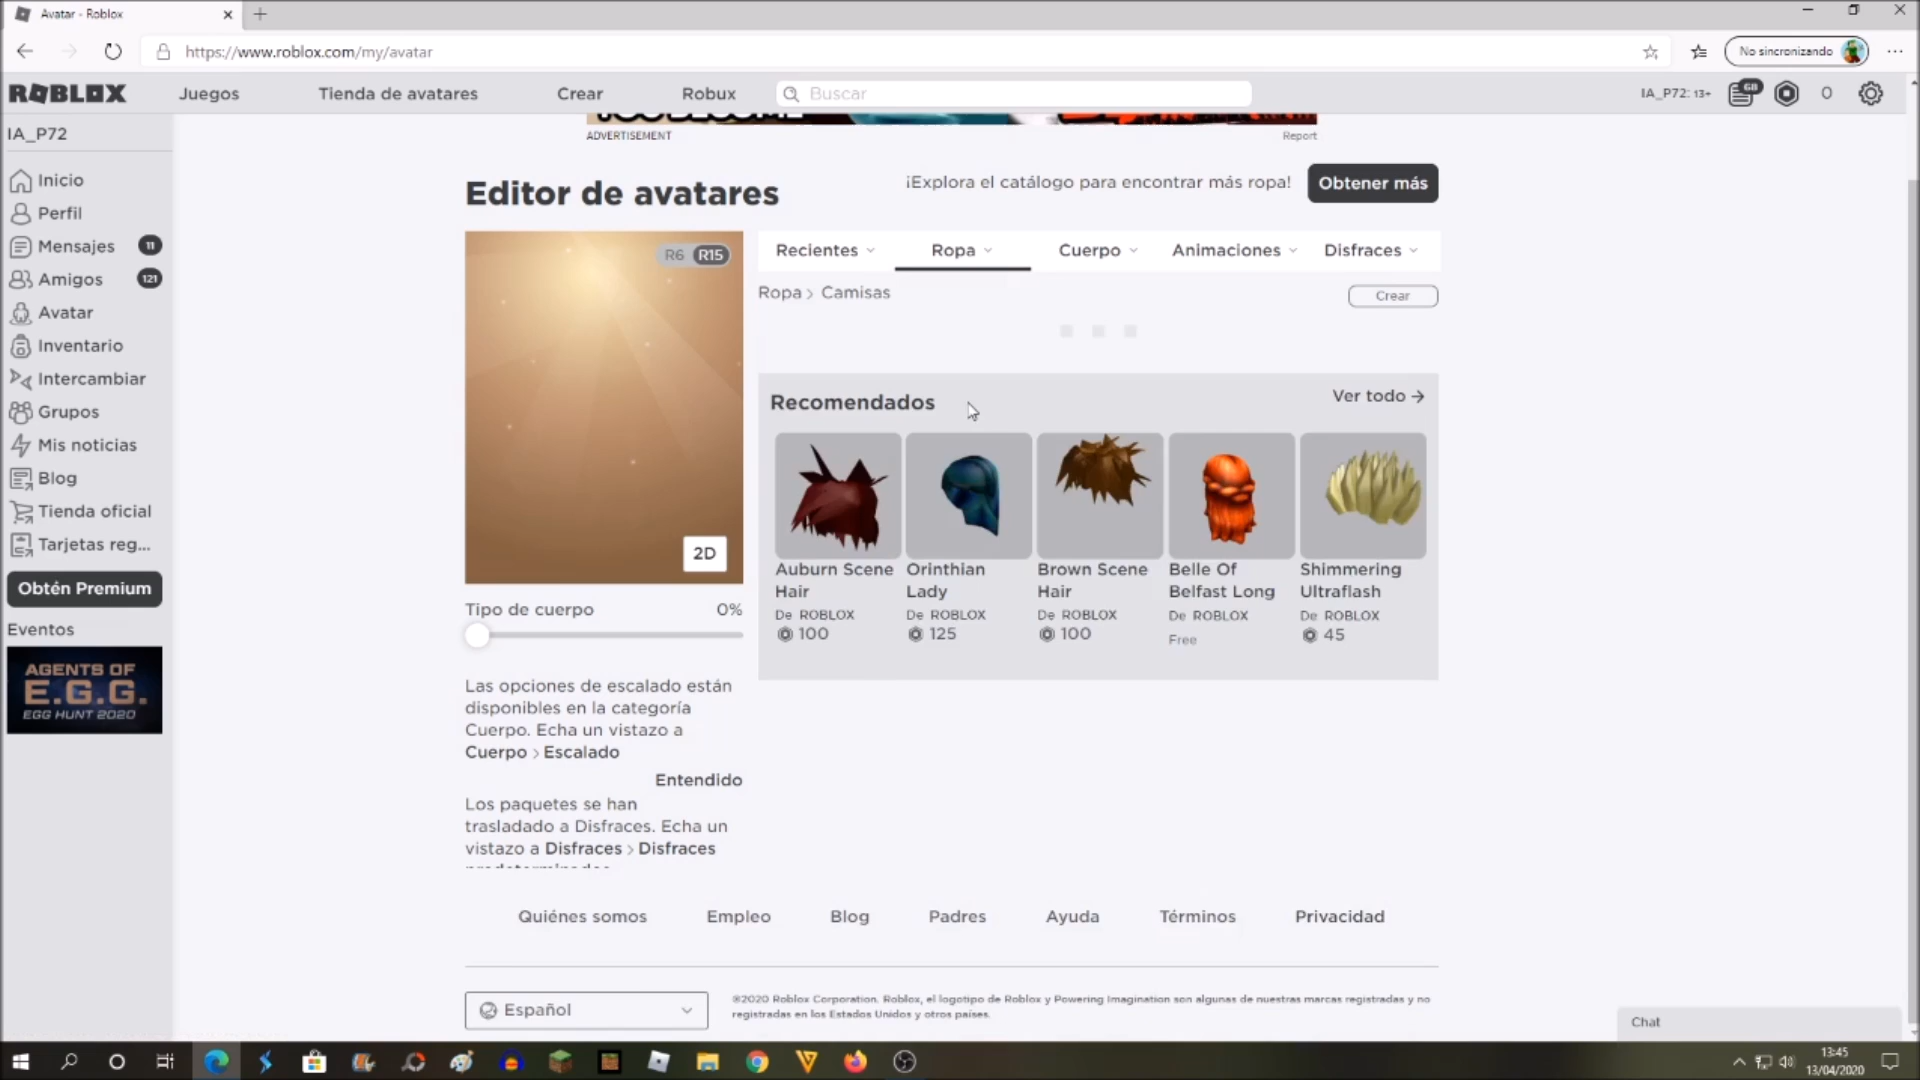 Avatar - Roblox
https://www.roblox.com/my/avatar
No sincronizando
ROBLOX
Juegos
Tienda de avatares
Crear
Robux
Buscar
IA_P72: 13+
68
0
IA_P72
ADVERTISEMENT
Report
Inicio
Perfil
Mensajes
11
Amigos
121
Avatar
Inventario
Intercambiar
Grupos
Mis noticias
Blog
Tienda oficial
Tarjetas reg...
Obtén Premium
Eventos
AGENTS OF
E.G.G.
EGG HUNT 2020
Editor de avatares
¡Explora el catálogo para encontrar más ropa!
Obtener más
R6 R15
2D
Tipo de cuerpo
0%
Las opciones de escalado están
disponibles en la categoría
Cuerpo. Echa un vistazo a
Cuerpo > Escalado
Entendido
Los paquetes se han
trasladado a Disfraces. Echa un
vistazo a Disfraces > Disfraces
Recientes
Ropa
Cuerpo
Animaciones
Disfraces
Ropa > Camisas
Crear
Recomendados
Ver todo →
Auburn Scene
Hair
De ROBLOX
100
Orinthian
Lady
De ROBLOX
125
Brown Scene
Hair
De ROBLOX
100
Belle Of
Belfast Long
De ROBLOX
Free
Shimmering
Ultraflash
De ROBLOX
45
Quiénes somos
Empleo
Blog
Padres
Ayuda
Términos
Privacidad
Español
©2020 Roblox Corporation. Roblox, el logotipo de Roblox y Powering Imagination son algunas de nuestras marcas registradas y no
registradas en los Estados Unidos y otros países.
Chat
13:45
13/04/2020